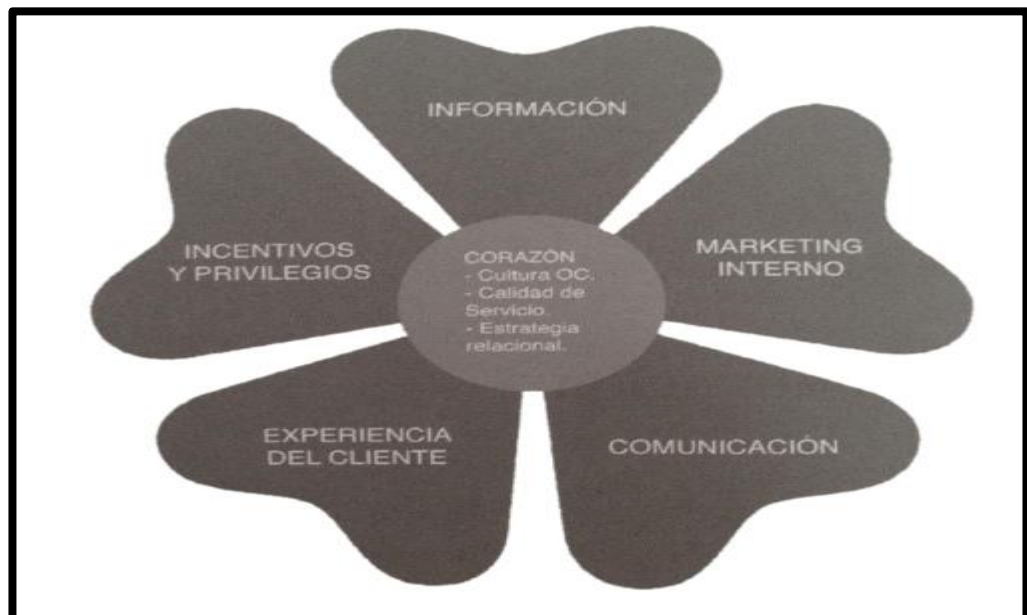 INFORMACIÓN
MARKETING
INTERNO
COMUNICACIÓN
EXPERIENCIA
DEL CLIENTE
INCENTIVOS
Y PRIVILEGIOS
CORAZÓN
- Cultura OC.
- Calidad de
Servicio.
- Estrategia
relacional.